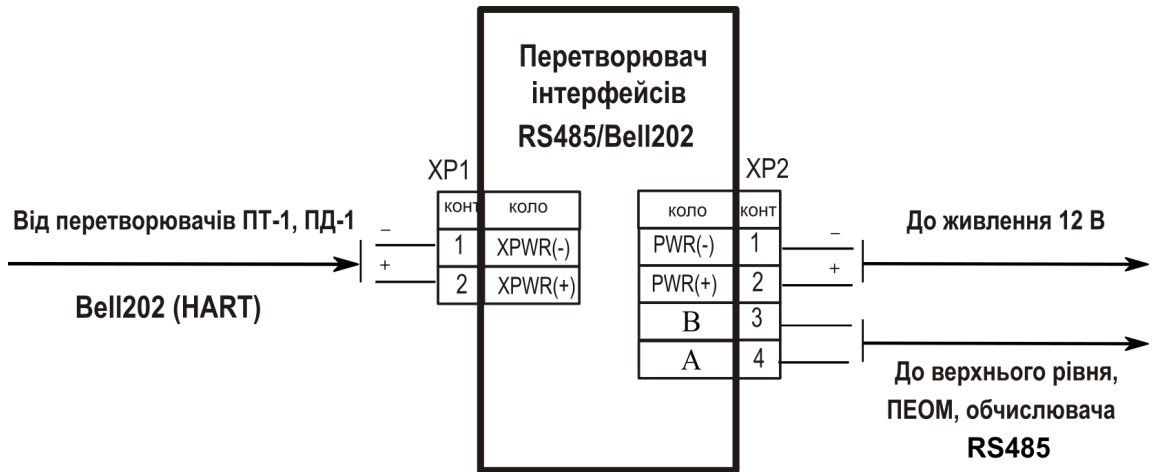 Перетворювач
інтерфейсів
RS485/Bell202
XP1
конт коло
1 XPWR(-)
2 XPWR(+)
Від перетворювачів ПТ-1, ПД-1
−
+
Bell202 (HART)
XP2
коло конт
PWR(-) 1
PWR(+) 2
B 3
A 4
−
+
До живлення 12 В
До верхнього рівня,
ПЕОМ, обчислювача
RS485